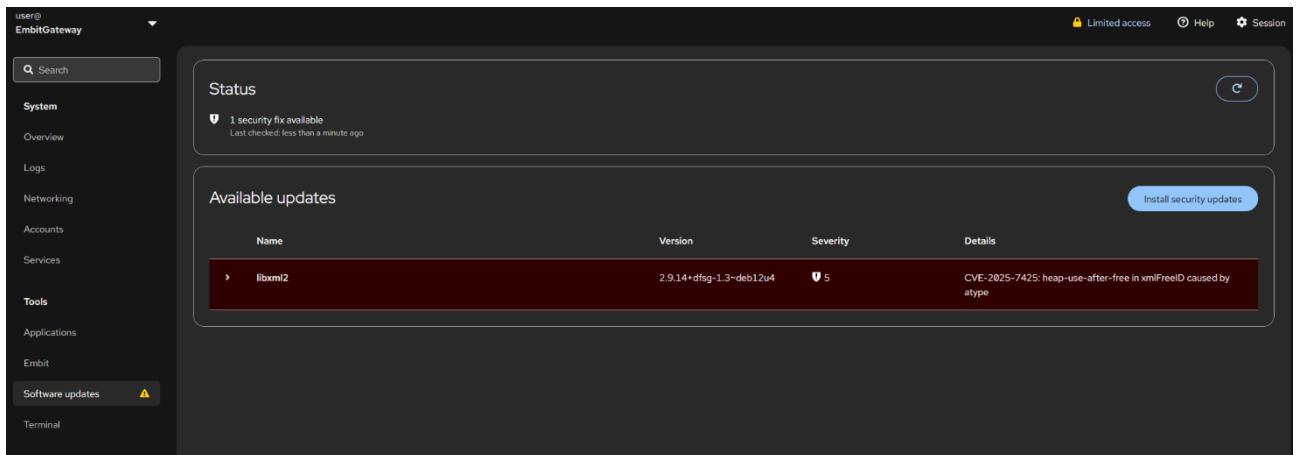 user@
EmbitGateway
Limited access
Help
Session
Search
System
Overview
Logs
Networking
Accounts
Services
Tools
Applications
Embit
Software updates
Terminal
Status
1 security fix available
Last checked: less than a minute ago
Available updates
Install security updates
Name Version Severity Details
libxml2 2.9.14+dfsg-1.3~deb12u4 5 CVE-2025-7425: heap-use-after-free in xmlFreeID caused by
atype